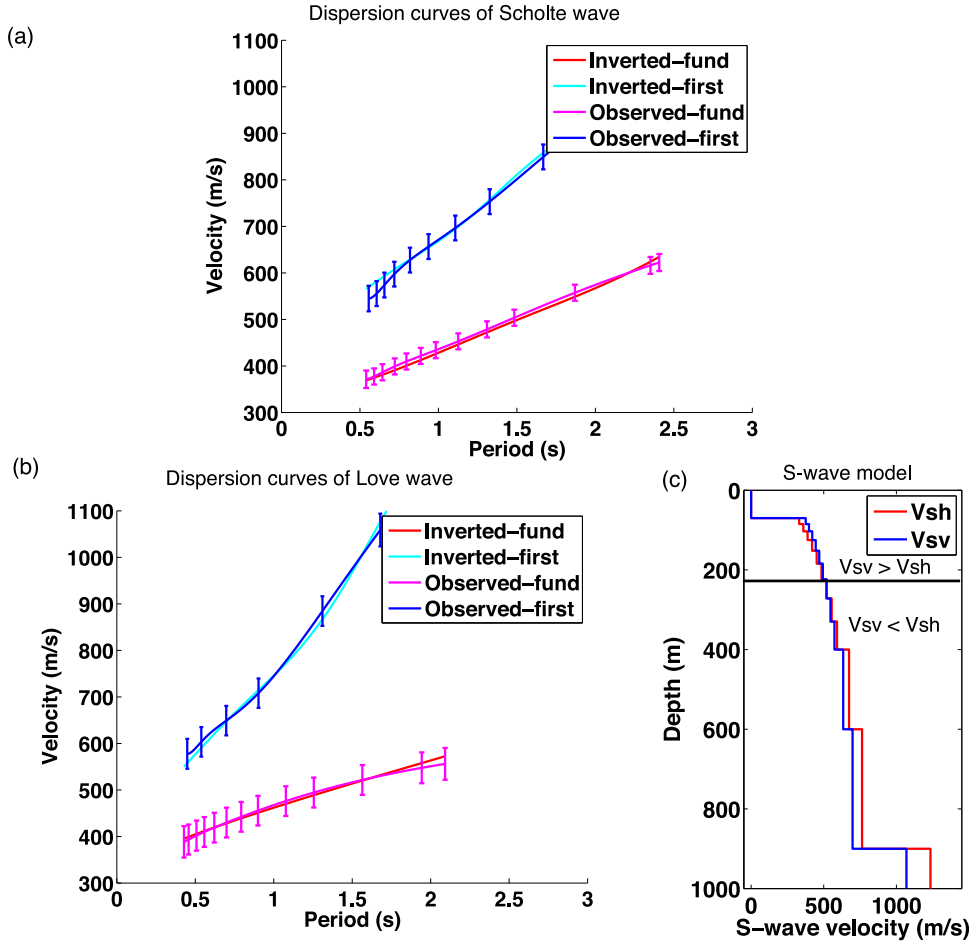 (a)
Dispersion curves of Scholte wave
1100
1000
900
800
700
600
500
400
300
Velocity (m/s)
Inverted-fund
Inverted-first
Observed-fund
Observed-first
0
0.5
1
1.5
2
2.5
3
Period (s)
(b)
Dispersion curves of Love wave
1100
1000
900
800
700
600
500
400
300
Velocity (m/s)
Inverted-fund
Inverted-first
Observed-fund
Observed-first
0
0.5
1
1.5
2
2.5
3
Period (s)
(c)
S-wave model
0
200
400
600
800
1000
Depth (m)
Vsh
Vsv
Vsv > Vsh
Vsv < Vsh
0
500
1000
S-wave velocity (m/s)